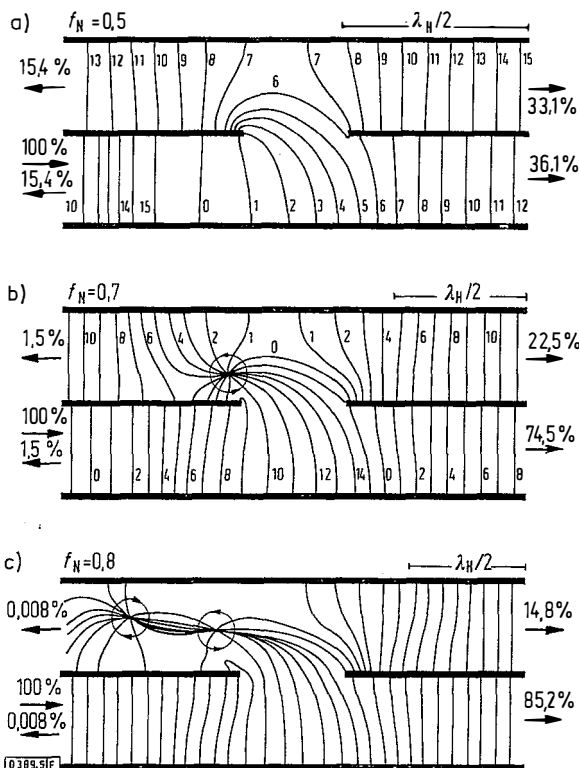 a) f_N=0,5 λ_H/2
13 12 11 10 9 8 7 7 8 9 10 11 12 13 14 15
15,4 % 6 33,1%
100 %
15,4 % 36,1%
10 14 15 0 1 2 3 4 5 6 7 8 9 10 11 12
b) f_N=0,7 λ_H/2
1,5 % 10 8 6 4 2 1 0 1 2 4 6 8 10 22,5 %
100 %
1,5 % 74,5%
0 2 4 6 8 10 12 14 0 2 4 6 8
c) f_N=0,8 λ_H/2
0,008 % 14,8 %
100 %
0,008 % 85,2%
0389.5|F